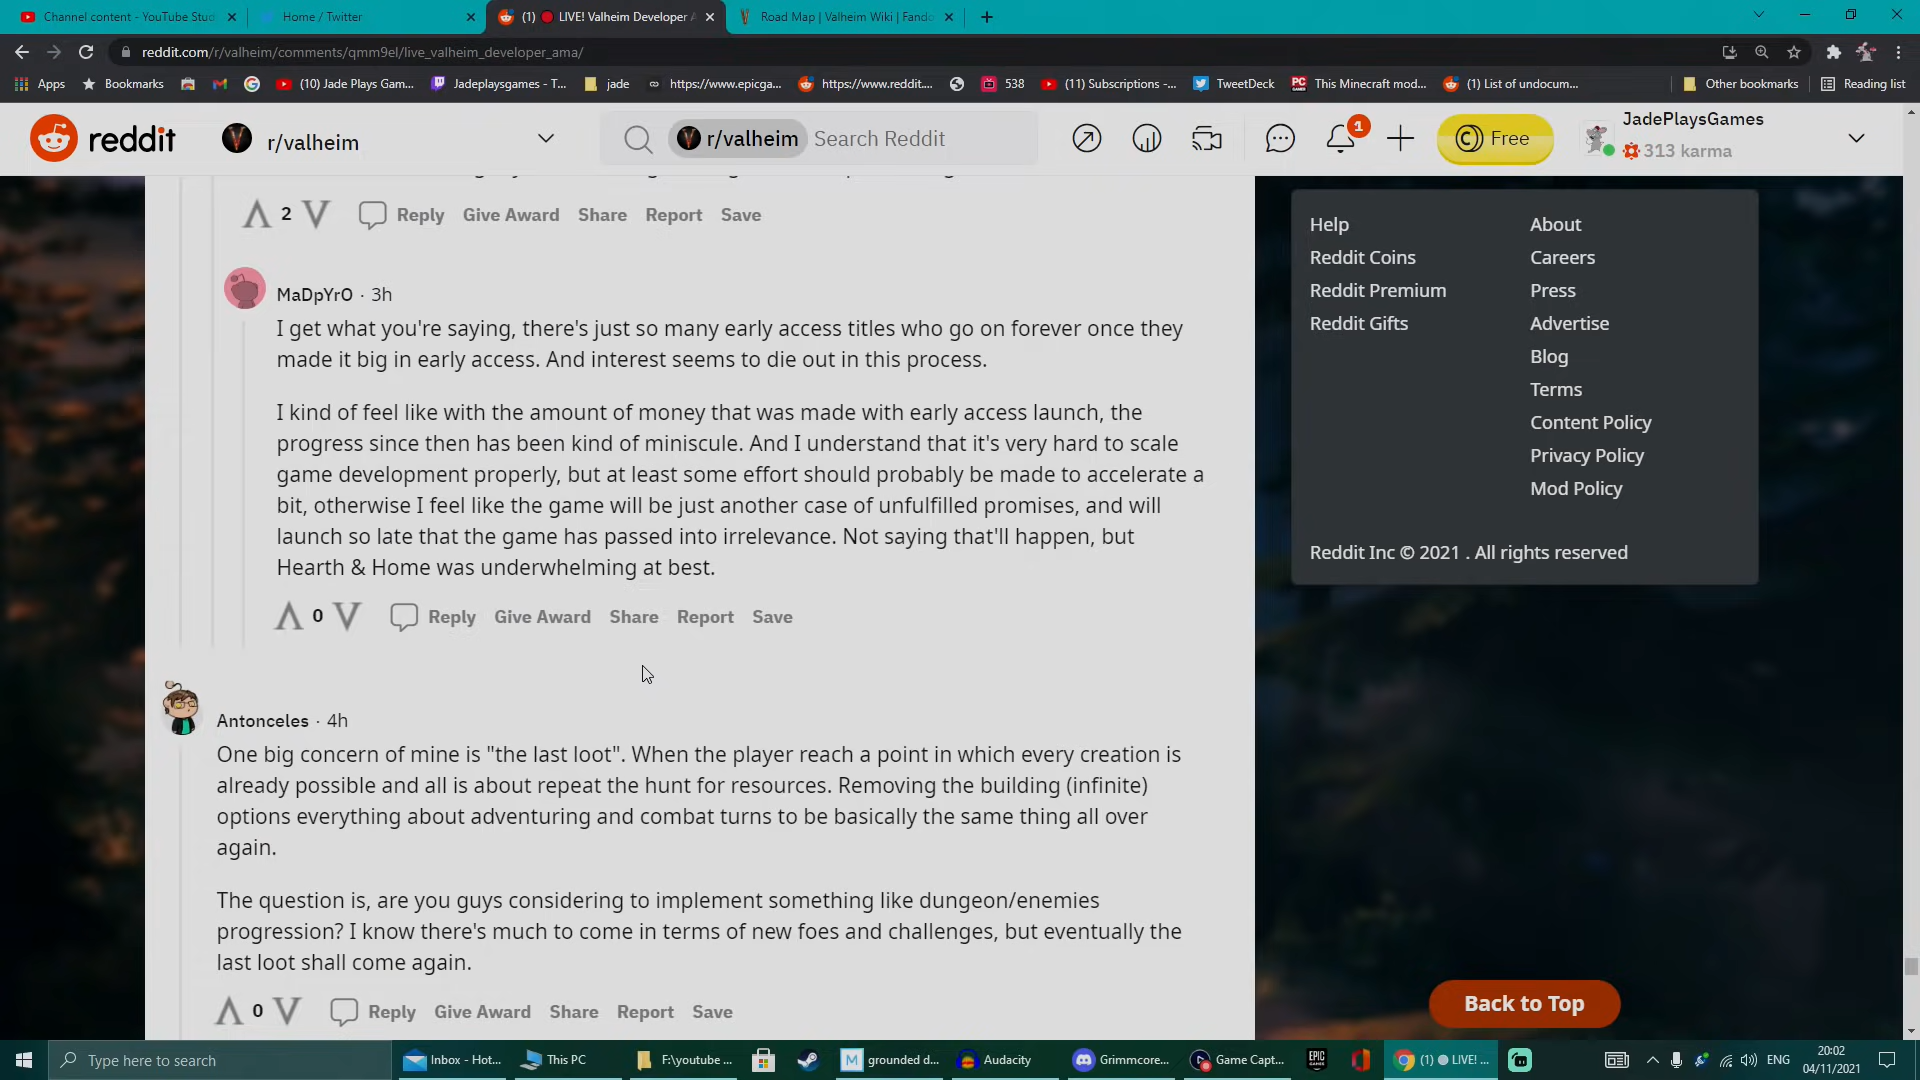 Channel content - YouTube Stud
Home / Twitter
(1) LIVE! Valheim Developer A
Road Map | Valheim Wiki | Fando
reddit.com/r/valheim/comments/qmm9el/live_valheim_developer_ama/
Apps
Bookmarks
(10) Jade Plays Gam...
Jadeplaysgames - T...
jade
https://www.epicga...
https://www.reddit....
538
(11) Subscriptions -...
TweetDeck
This Minecraft mod...
(1) List of undocum...
Other bookmarks
Reading list
reddit
r/valheim
r/valheim Search Reddit
1
Free
JadePlaysGames
313 karma
2 Reply Give Award Share Report Save
MaDpYrO · 3h
I get what you're saying, there's just so many early access titles who go on forever once they
made it big in early access. And interest seems to die out in this process.
I kind of feel like with the amount of money that was made with early access launch, the
progress since then has been kind of miniscule. And I understand that it's very hard to scale
game development properly, but at least some effort should probably be made to accelerate a
bit, otherwise I feel like the game will be just another case of unfulfilled promises, and will
launch so late that the game has passed into irrelevance. Not saying that'll happen, but
Hearth & Home was underwhelming at best.
0 Reply Give Award Share Report Save
Antonceles · 4h
One big concern of mine is "the last loot". When the player reach a point in which every creation is
already possible and all is about repeat the hunt for resources. Removing the building (infinite)
options everything about adventuring and combat turns to be basically the same thing all over
again.
The question is, are you guys considering to implement something like dungeon/enemies
progression? I know there's much to come in terms of new foes and challenges, but eventually the
last loot shall come again.
0 Reply Give Award Share Report Save
Help
Reddit Coins
Reddit Premium
Reddit Gifts
About
Careers
Press
Advertise
Blog
Terms
Content Policy
Privacy Policy
Mod Policy
Reddit Inc © 2021 . All rights reserved
Back to Top
Type here to search
Inbox - Hot...
This PC
F:\youtube ...
grounded d...
Audacity
Grimmcore...
Game Capt...
EPIC GAMES
(1) LIVE! ...
ENG
20:02
04/11/2021